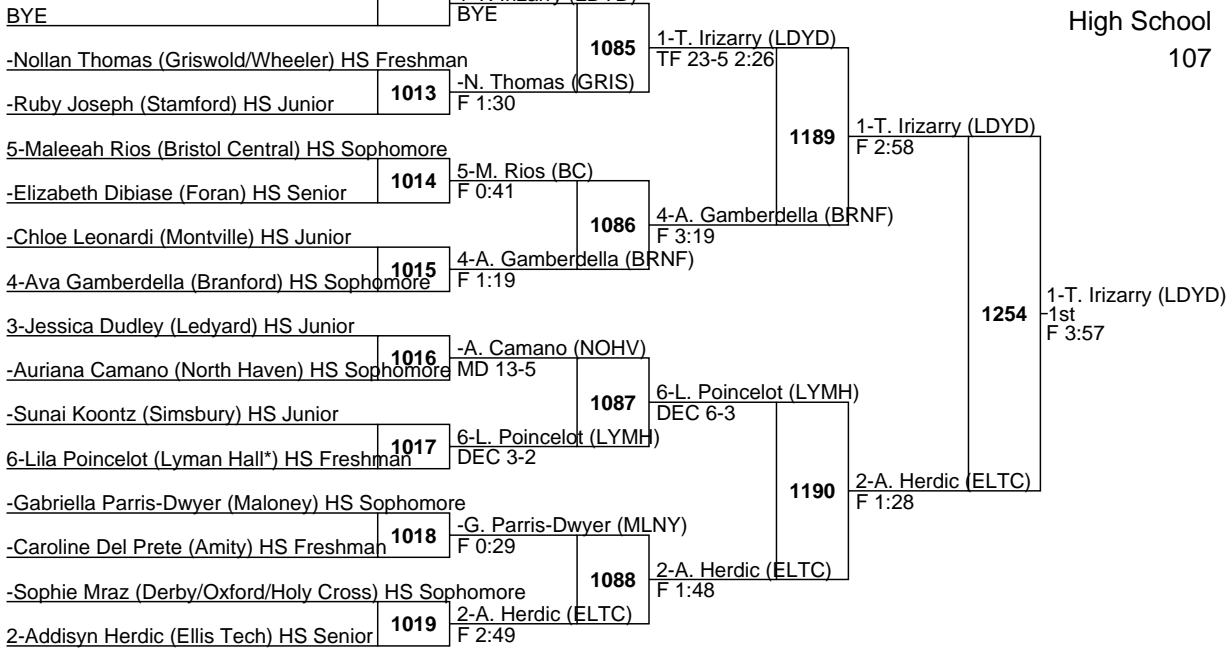 BYE
BYE
High School
107
-Nollan Thomas (Griswold/Wheeler) HS Freshman
-Ruby Joseph (Stamford) HS Junior
5-Maleeah Rios (Bristol Central) HS Sophomore
-Elizabeth Dibiase (Foran) HS Senior
-Chloe Leonardi (Montville) HS Junior
4-Ava Gamberdella (Branford) HS Sophomore
3-Jessica Dudley (Ledyard) HS Junior
-Auriana Camano (North Haven) HS Sophomore
-Sunai Koontz (Simsbury) HS Junior
6-Lila Poincelot (Lyman Hall*) HS Freshman
-Gabriella Parris-Dwyer (Maloney) HS Sophomore
-Caroline Del Prete (Amity) HS Freshman
-Sophie Mraz (Derby/Oxford/Holy Cross) HS Sophomore
2-Addisyn Herdic (Ellis Tech) HS Senior
1013
-N. Thomas (GRIS)
F 1:30
1014
5-M. Rios (BC)
F 0:41
1015
4-A. Gamberdella (BRNF)
F 1:19
1016
-A. Camano (NOHV)
MD 13-5
1017
6-L. Poincelot (LYMH)
DEC 3-2
1018
-G. Parris-Dwyer (MLNY)
F 0:29
1019
2-A. Herdic (ELTC)
F 2:49
1085
1-T. Irizarry (LDYD)
TF 23-5 2:26
1086
4-A. Gamberdella (BRNF)
F 3:19
1087
6-L. Poincelot (LYMH)
DEC 6-3
1088
2-A. Herdic (ELTC)
F 1:48
1189
1-T. Irizarry (LDYD)
F 2:58
1190
2-A. Herdic (ELTC)
F 1:28
1254
1-T. Irizarry (LDYD)
1st
F 3:57